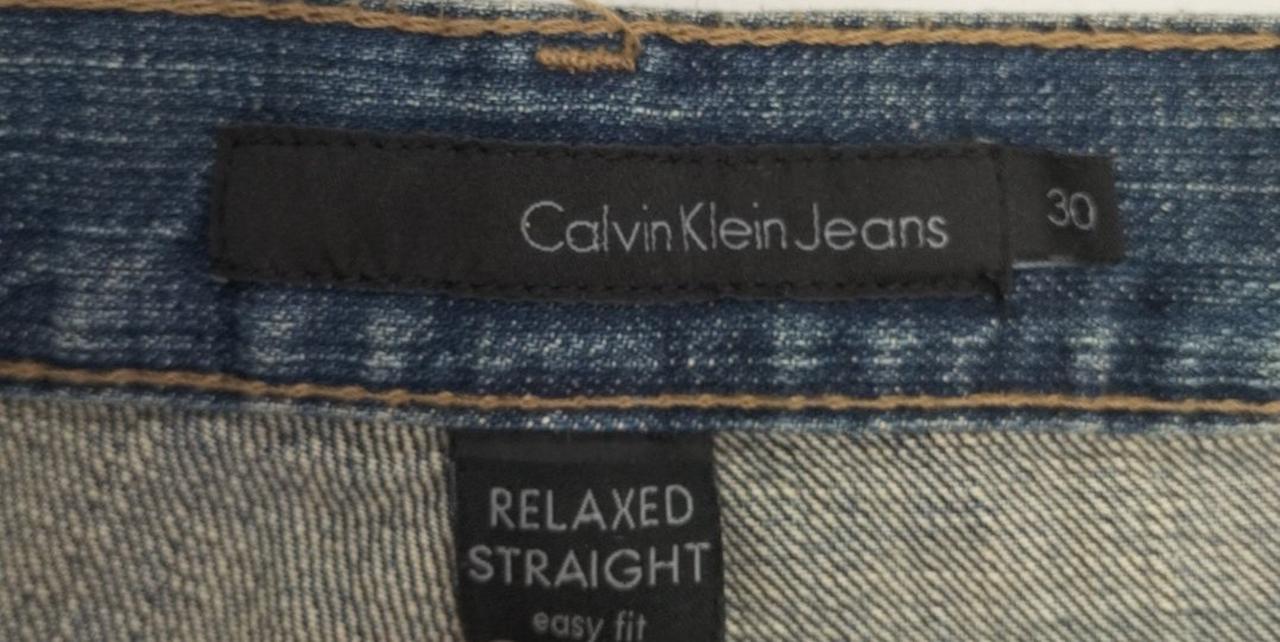 Calvin Klein Jeans 30
RELAXED
STRAIGHT
easy fit